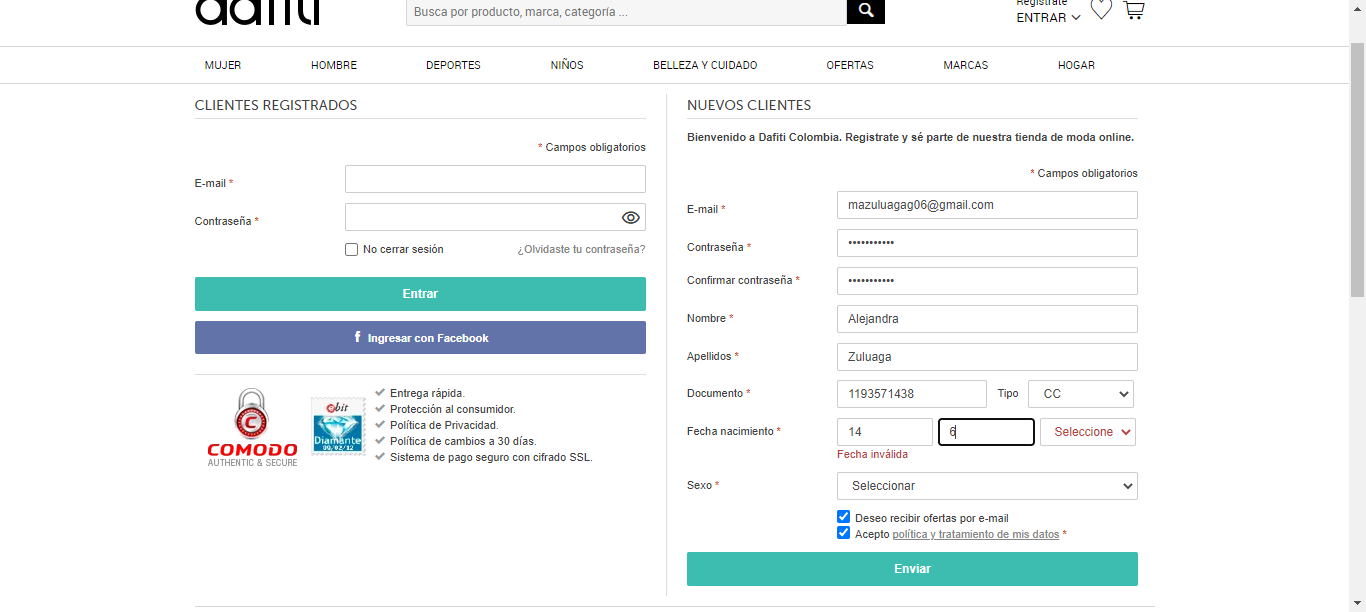 dafiti
Busca por producto, marca, categoría ...
Regístrate
ENTRAR
MUJER HOMBRE DEPORTES NIÑOS BELLEZA Y CUIDADO OFERTAS MARCAS HOGAR
CLIENTES REGISTRADOS
* Campos obligatorios
E-mail *
Contraseña *
No cerrar sesión ¿Olvidaste tu contraseña?
Entrar
f Ingresar con Facebook
COMODO
AUTHENTIC & SECURE
ebit
Diamante
Entrega rápida.
Protección al consumidor.
Política de Privacidad.
Política de cambios a 30 días.
Sistema de pago seguro con cifrado SSL.
NUEVOS CLIENTES
Bienvenido a Dafiti Colombia. Registrate y sé parte de nuestra tienda de moda online.
* Campos obligatorios
E-mail * mazuluagag06@gmail.com
Contraseña * •••••••••••
Confirmar contraseña * •••••••••••
Nombre * Alejandra
Apellidos * Zuluaga
Documento * 1193571438 Tipo CC
Fecha nacimiento * 14 6 Seleccione
Fecha inválida
Sexo * Seleccionar
Deseo recibir ofertas por e-mail
Acepto política y tratamiento de mis datos *
Enviar